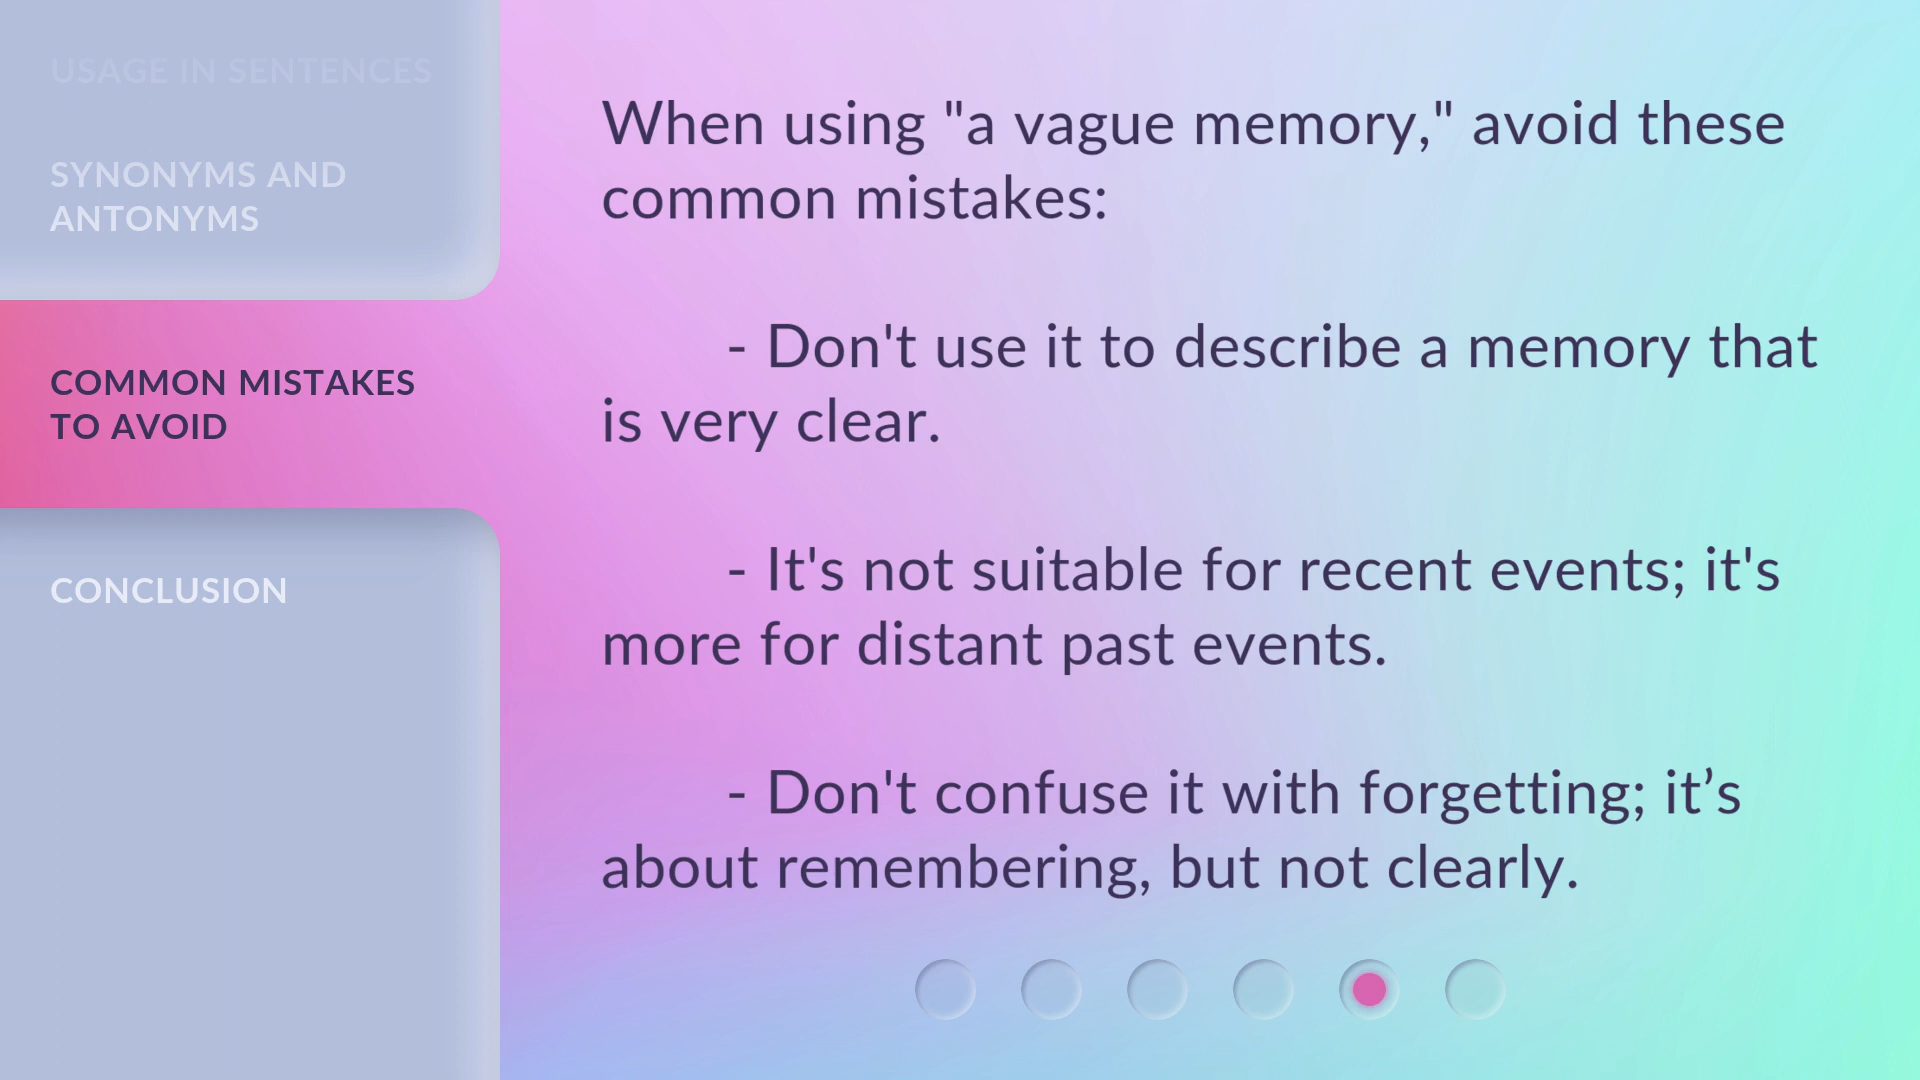 USAGE IN SENTENCES
SYNONYMS AND
ANTONYMS
COMMON MISTAKES
TO AVOID
CONCLUSION
When using "a vague memory," avoid these
common mistakes:
- Don't use it to describe a memory that
is very clear.
- It's not suitable for recent events; it's
more for distant past events.
- Don't confuse it with forgetting; it’s
about remembering, but not clearly.